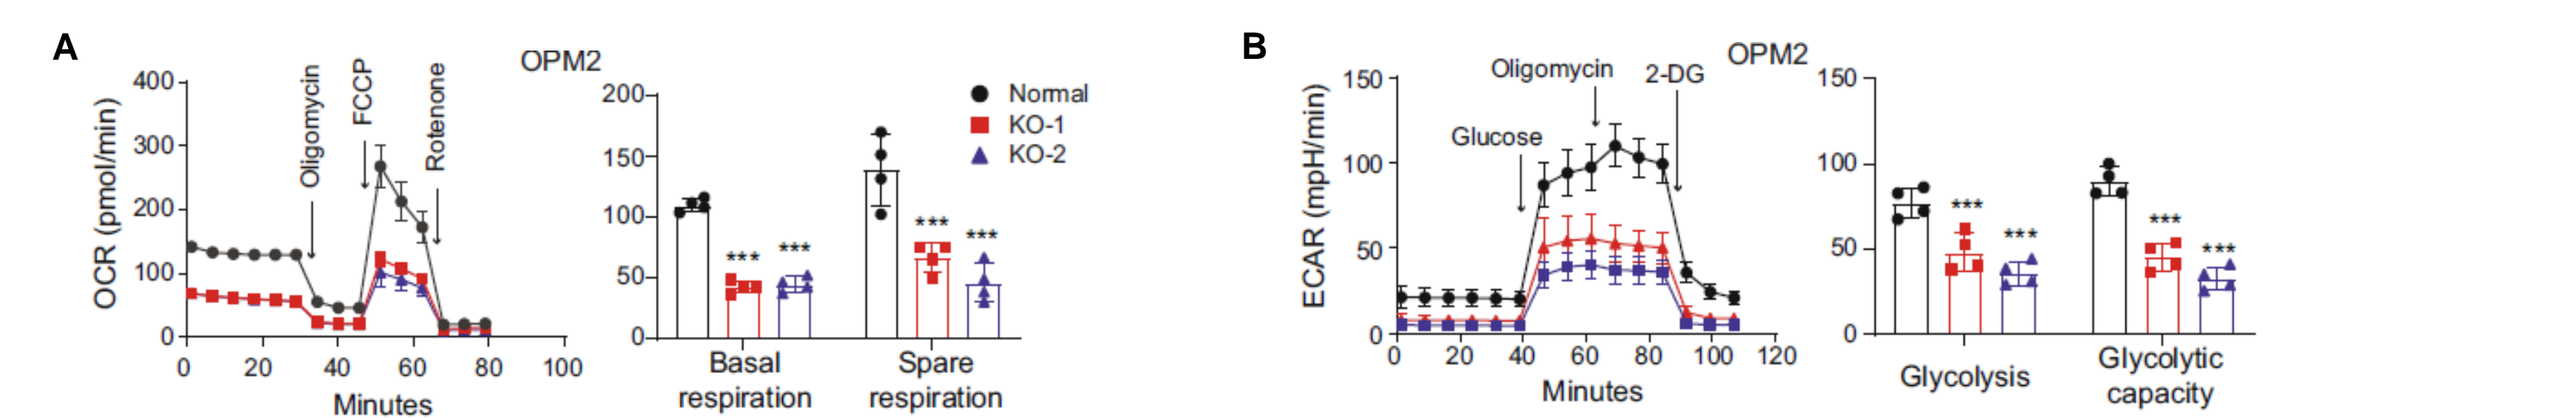 A
OPM2
400
300
200
100
0
OCR (pmol/min)
Oligomycin
FCCP
Rotenone
0 20 40 60 80 100
Minutes
200
150
100
50
0
Normal
KO-1
KO-2
*** ***
*** ***
Basal
respiration
Spare
respiration
B
OPM2
150
100
50
0
ECAR (mpH/min)
Glucose
Oligomycin
2-DG
0 20 40 60 80 100 120
Minutes
150
100
50
0
*** ***
*** ***
Glycolysis
Glycolytic
capacity